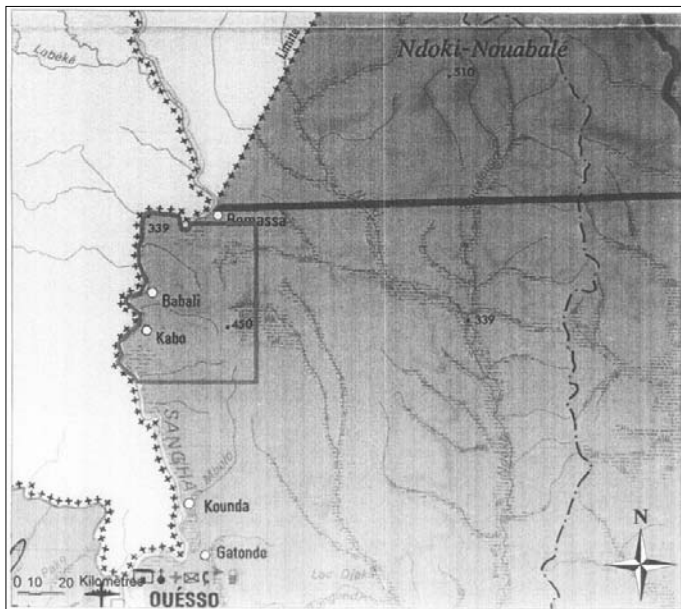 Labéké
Limite
Ndoki-Nouabalé
510
Bomassa
339
Babali
450
339
Kabo
SANGHA
Kounda
N
Gatondo
0 10 20 Kilomètres
OUÉSSO